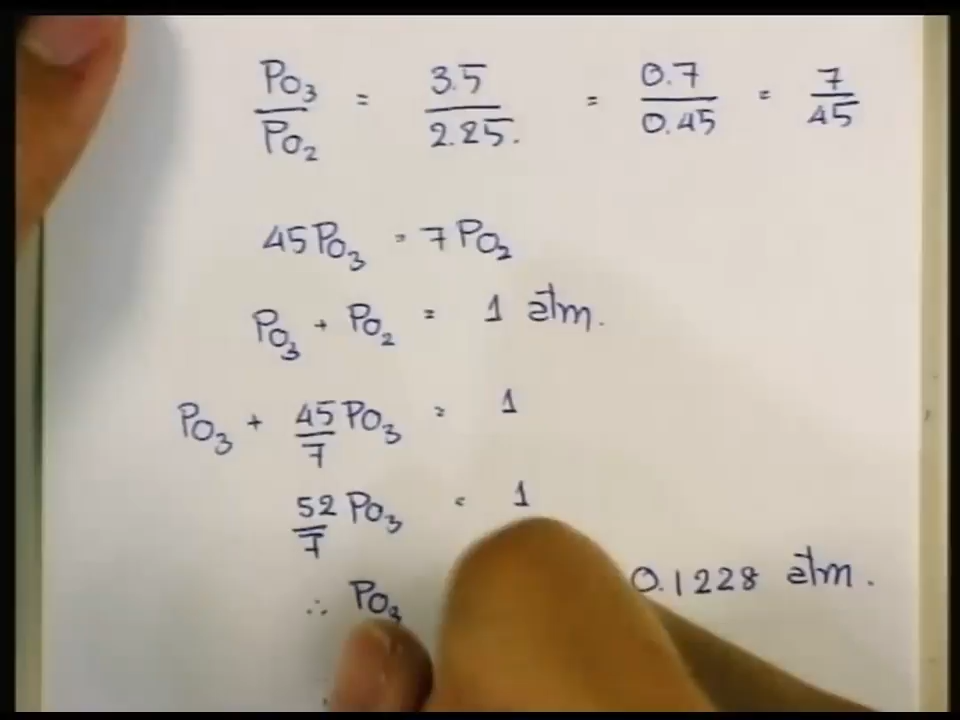 PO₃/PO₂ = 3.5/2.25. = 0.7/0.45 = 7/45
45PO₃ = 7PO₂
PO₃ + PO₂ = 1 atm.
PO₃ + 45/7 PO₃ = 1
52/7 PO₃ = 1
∴ PO₃ 0.1228 atm.